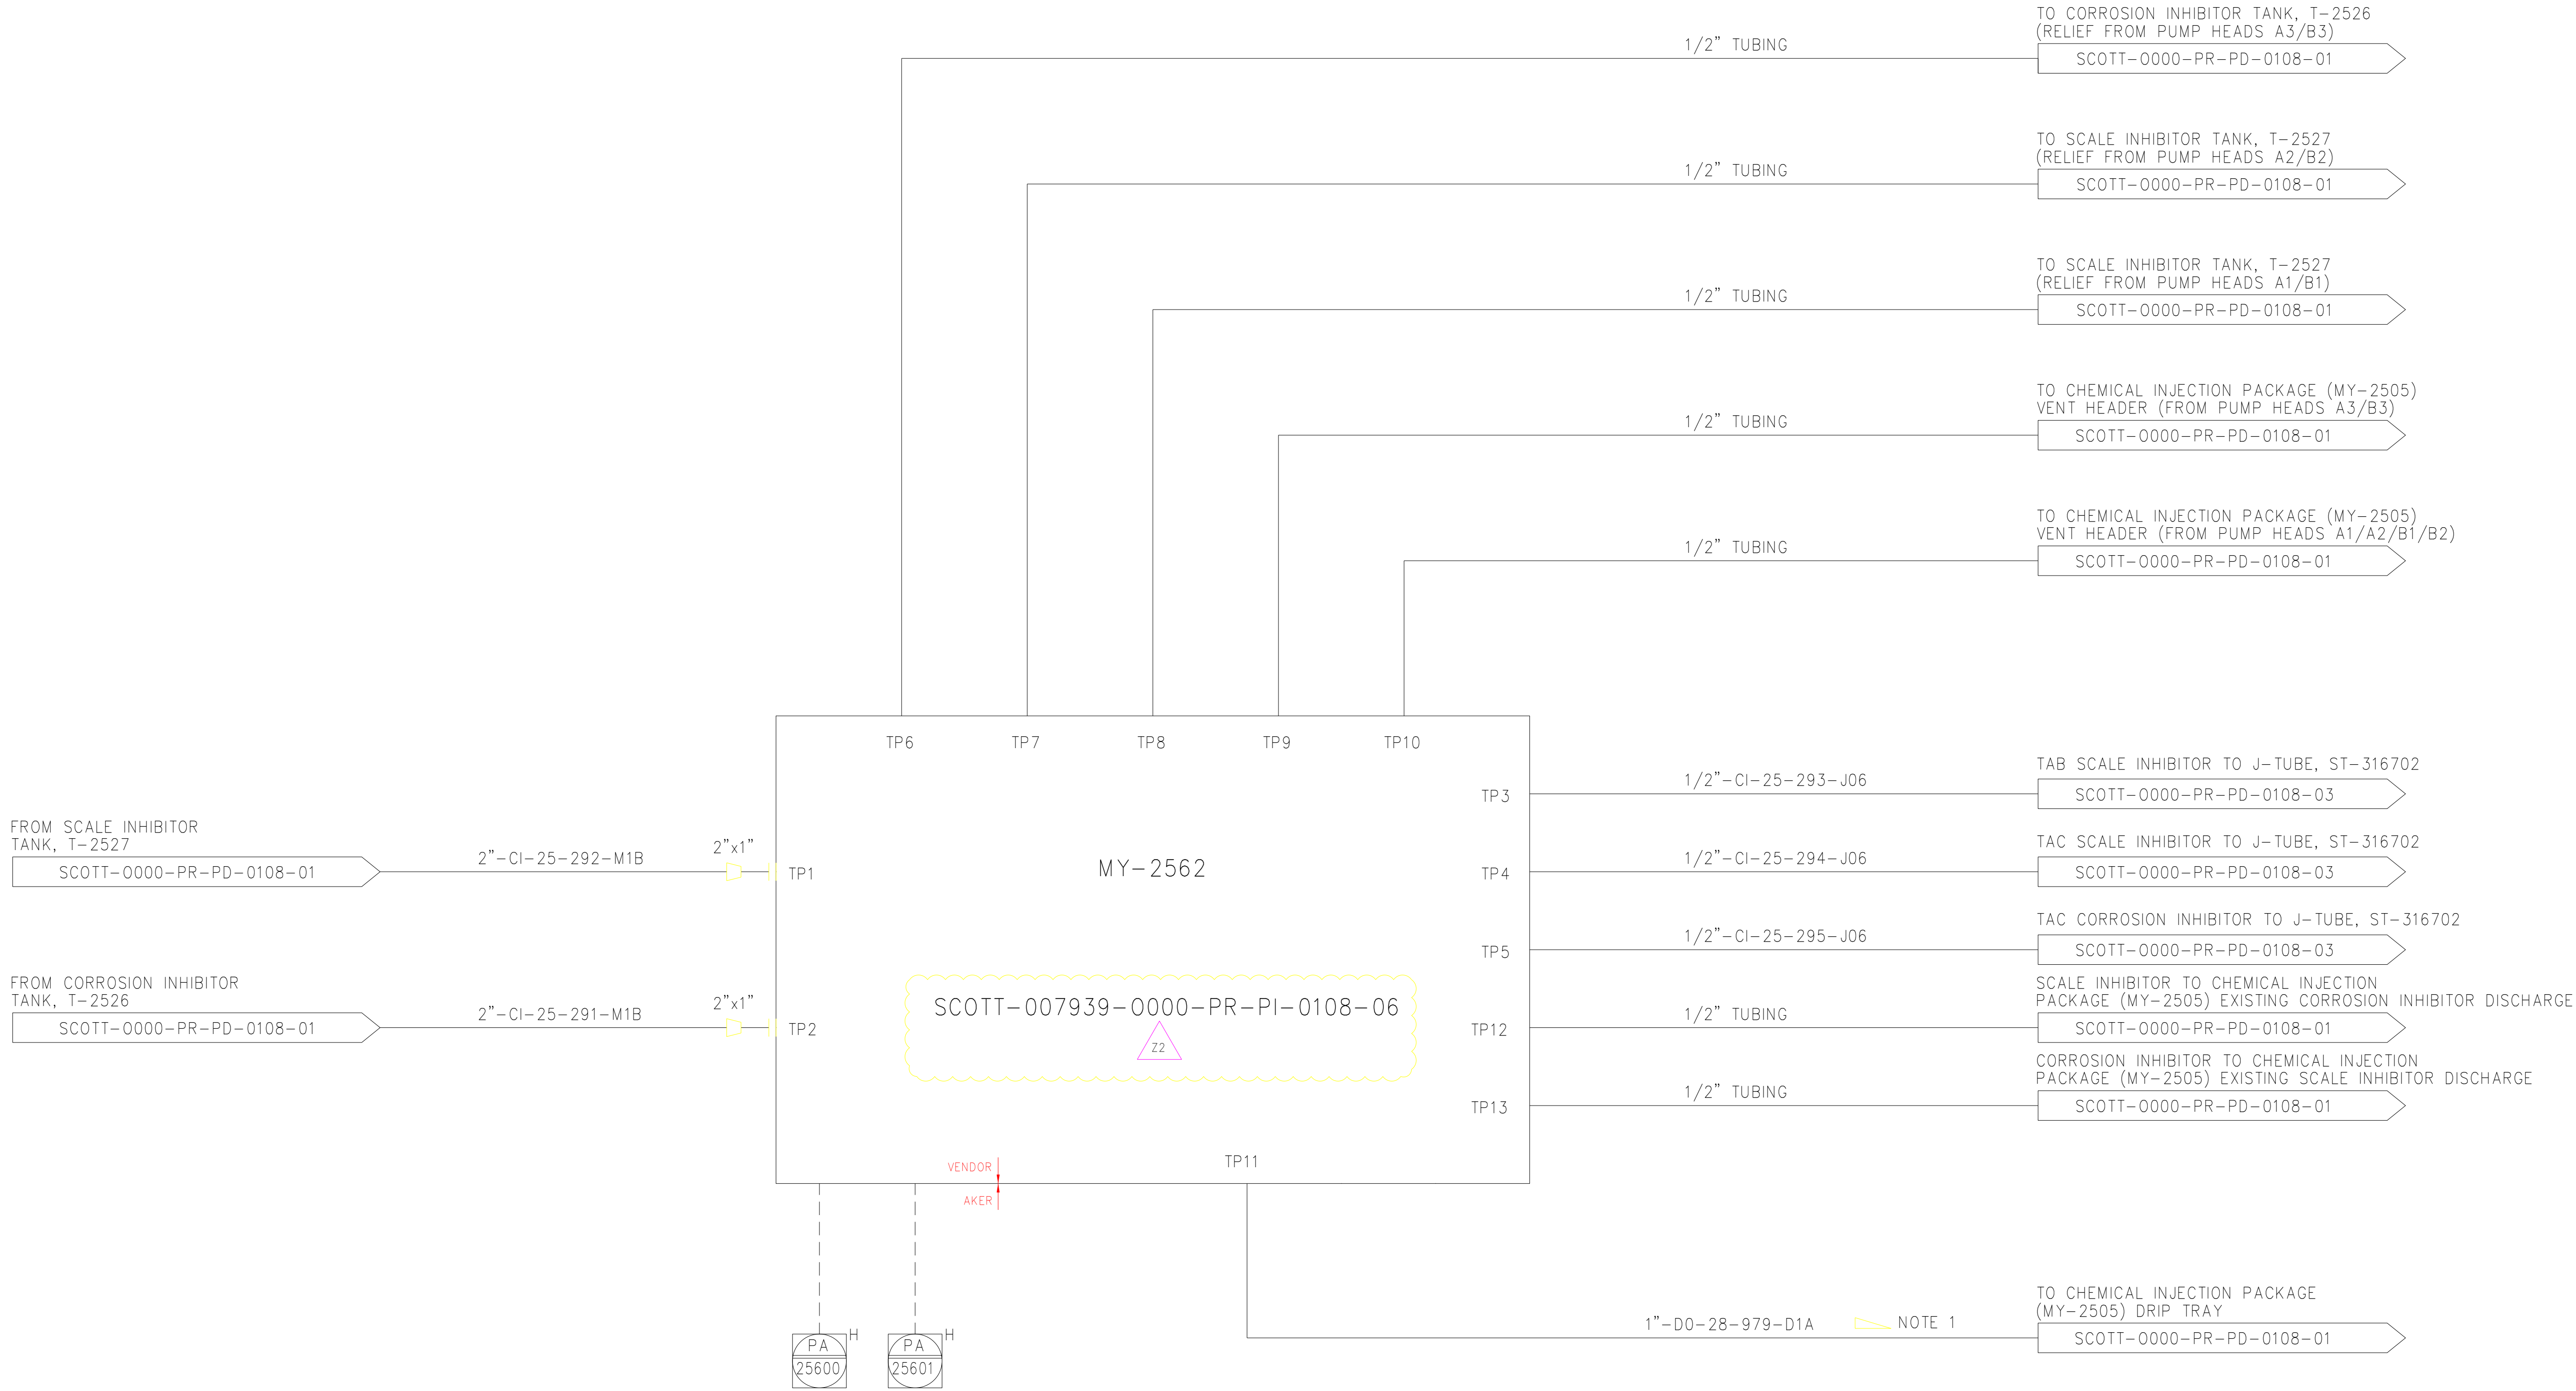 TO CORROSION INHIBITOR TANK, T-2526
(RELIEF FROM PUMP HEADS A3/B3)
1/2" TUBING
SCOTT-0000-PR-PD-0108-01
TO SCALE INHIBITOR TANK, T-2527
(RELIEF FROM PUMP HEADS A2/B2)
1/2" TUBING
SCOTT-0000-PR-PD-0108-01
TO SCALE INHIBITOR TANK, T-2527
(RELIEF FROM PUMP HEADS A1/B1)
1/2" TUBING
SCOTT-0000-PR-PD-0108-01
TO CHEMICAL INJECTION PACKAGE (MY-2505)
VENT HEADER (FROM PUMP HEADS A3/B3)
1/2" TUBING
SCOTT-0000-PR-PD-0108-01
TO CHEMICAL INJECTION PACKAGE (MY-2505)
VENT HEADER (FROM PUMP HEADS A1/A2/B1/B2)
1/2" TUBING
SCOTT-0000-PR-PD-0108-01
TP6
TP7
TP8
TP9
TP10
TAB SCALE INHIBITOR TO J-TUBE, ST-316702
TP3
1/2"-CI-25-293-J06
SCOTT-0000-PR-PD-0108-03
FROM SCALE INHIBITOR
TANK, T-2527
SCOTT-0000-PR-PD-0108-01
2"-CI-25-292-M1B
2"x1"
TP1
MY-2562
TAC SCALE INHIBITOR TO J-TUBE, ST-316702
TP4
1/2"-CI-25-294-J06
SCOTT-0000-PR-PD-0108-03
TAC CORROSION INHIBITOR TO J-TUBE, ST-316702
TP5
1/2"-CI-25-295-J06
SCOTT-0000-PR-PD-0108-03
FROM CORROSION INHIBITOR
TANK, T-2526
SCOTT-0000-PR-PD-0108-01
2"-CI-25-291-M1B
2"x1"
TP2
SCOTT-007939-0000-PR-PI-0108-06
Z2
SCALE INHIBITOR TO CHEMICAL INJECTION
PACKAGE (MY-2505) EXISTING CORROSION INHIBITOR DISCHARGE
TP12
1/2" TUBING
SCOTT-0000-PR-PD-0108-01
CORROSION INHIBITOR TO CHEMICAL INJECTION
PACKAGE (MY-2505) EXISTING SCALE INHIBITOR DISCHARGE
TP13
1/2" TUBING
SCOTT-0000-PR-PD-0108-01
VENDOR
AKER
TP11
TO CHEMICAL INJECTION PACKAGE
(MY-2505) DRIP TRAY
1"-DO-28-979-D1A
NOTE 1
SCOTT-0000-PR-PD-0108-01
PA
25600
H
PA
25601
H